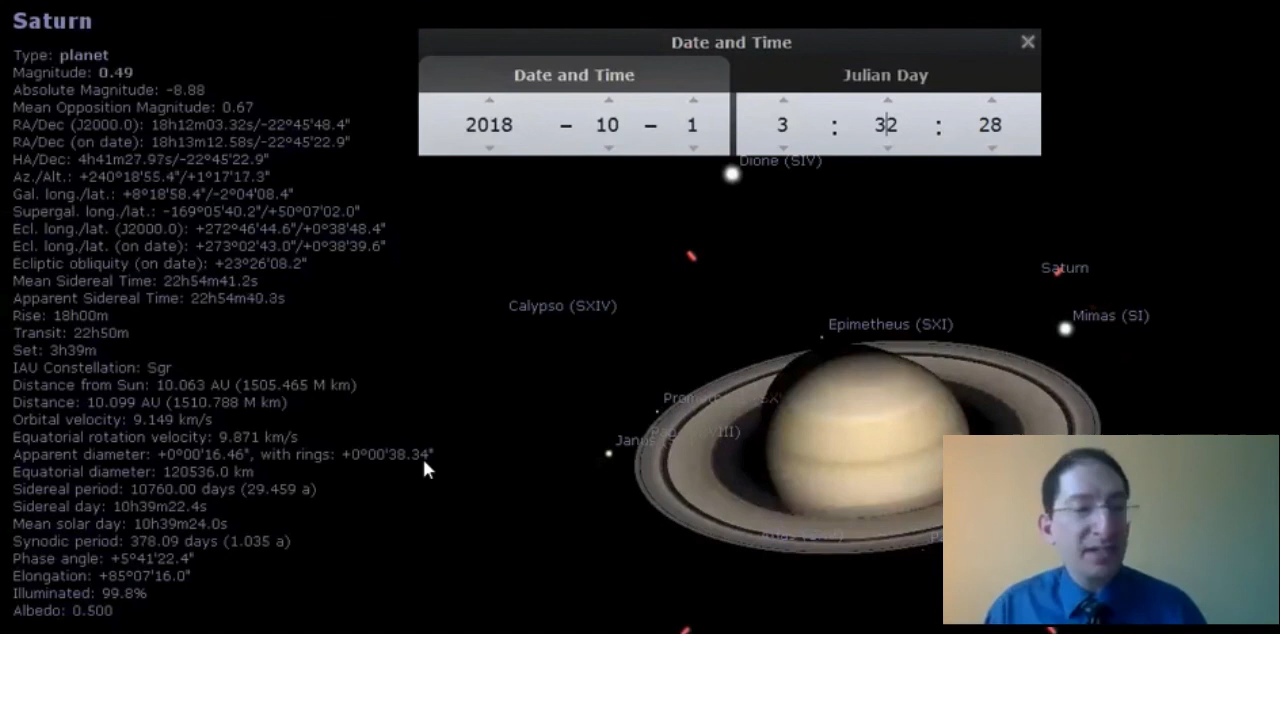 Saturn
Type: planet
Magnitude: 0.49
Absolute Magnitude: -8.88
Mean Opposition Magnitude: 0.67
RA/Dec (J2000.0): 18h12m03.32s/-22°45'48.4"
RA/Dec (on date): 18h13m12.58s/-22°45'22.9"
HA/Dec: 4h41m27.97s/-22°45'22.9"
Az./Alt.: +240°18'55.4"/+1°17'17.3"
Gal. long./lat.: +8°18'58.4"/-2°04'08.4"
Supergal. long./lat.: -169°05'40.2"/+50°07'02.0"
Ecl. long./lat. (J2000.0): +272°46'44.6"/+0°38'48.4"
Ecl. long./lat. (on date): +273°02'43.0"/+0°38'39.6"
Ecliptic obliquity (on date): +23°26'08.2"
Mean Sidereal Time: 22h54m41.2s
Apparent Sidereal Time: 22h54m40.3s
Rise: 18h00m
Transit: 22h50m
Set: 3h39m
IAU Constellation: Sgr
Distance from Sun: 10.063 AU (1505.465 M km)
Distance: 10.099 AU (1510.788 M km)
Orbital velocity: 9.149 km/s
Equatorial rotation velocity: 9.871 km/s
Apparent diameter: +0°00'16.46", with rings: +0°00'38.34"
Equatorial diameter: 120536.0 km
Sidereal period: 10760.00 days (29.459 a)
Sidereal day: 10h39m22.4s
Mean solar day: 10h39m24.0s
Synodic period: 378.09 days (1.035 a)
Phase angle: +5°41'22.4"
Elongation: +85°07'16.0"
Illuminated: 99.8%
Albedo: 0.500
Date and Time
Date and Time Julian Day
2018 - 10 - 1 3 : 32 : 28
Dione (SIV)
Saturn
Calypso (SXIV)
Mimas (SI)
Epimetheus (SXI)